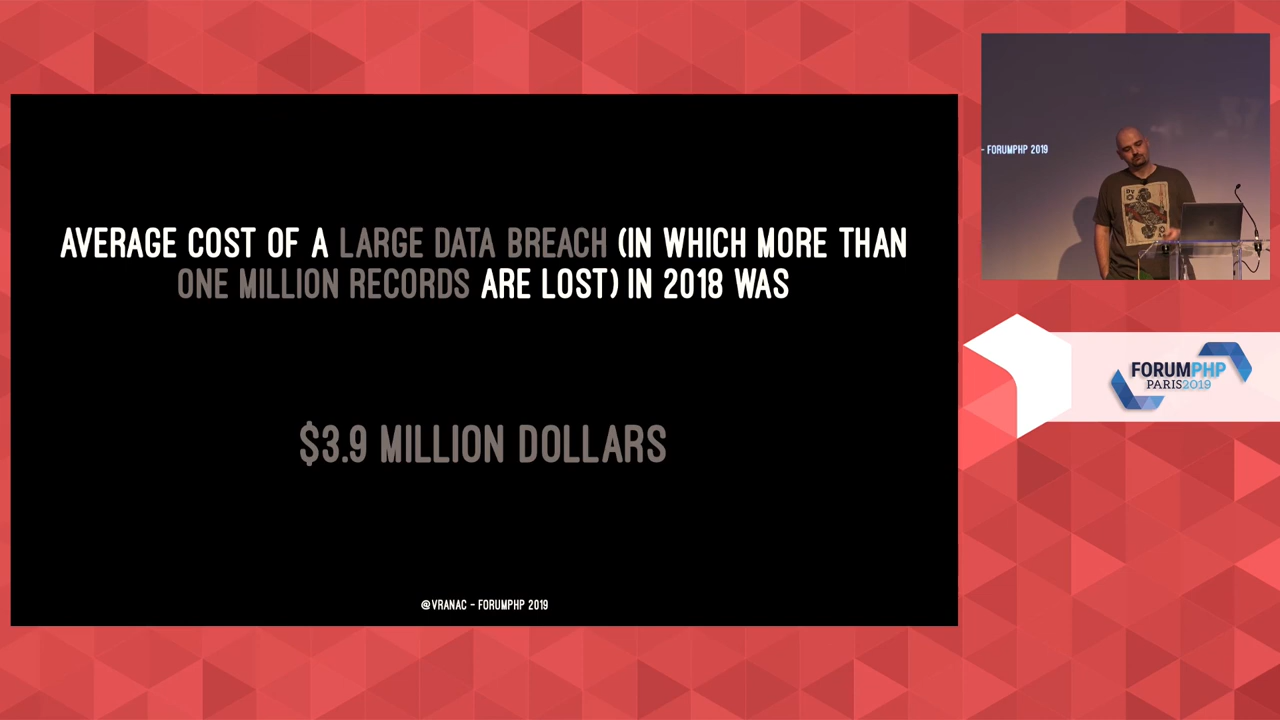 AVERAGE COST OF A LARGE DATA BREACH (IN WHICH MORE THAN
ONE MILLION RECORDS ARE LOST) IN 2018 WAS
$3.9 MILLION DOLLARS
@VRANAC - FORUMPHP 2019
- FORUMPHP 2019
FORUMPHP
PARIS2019